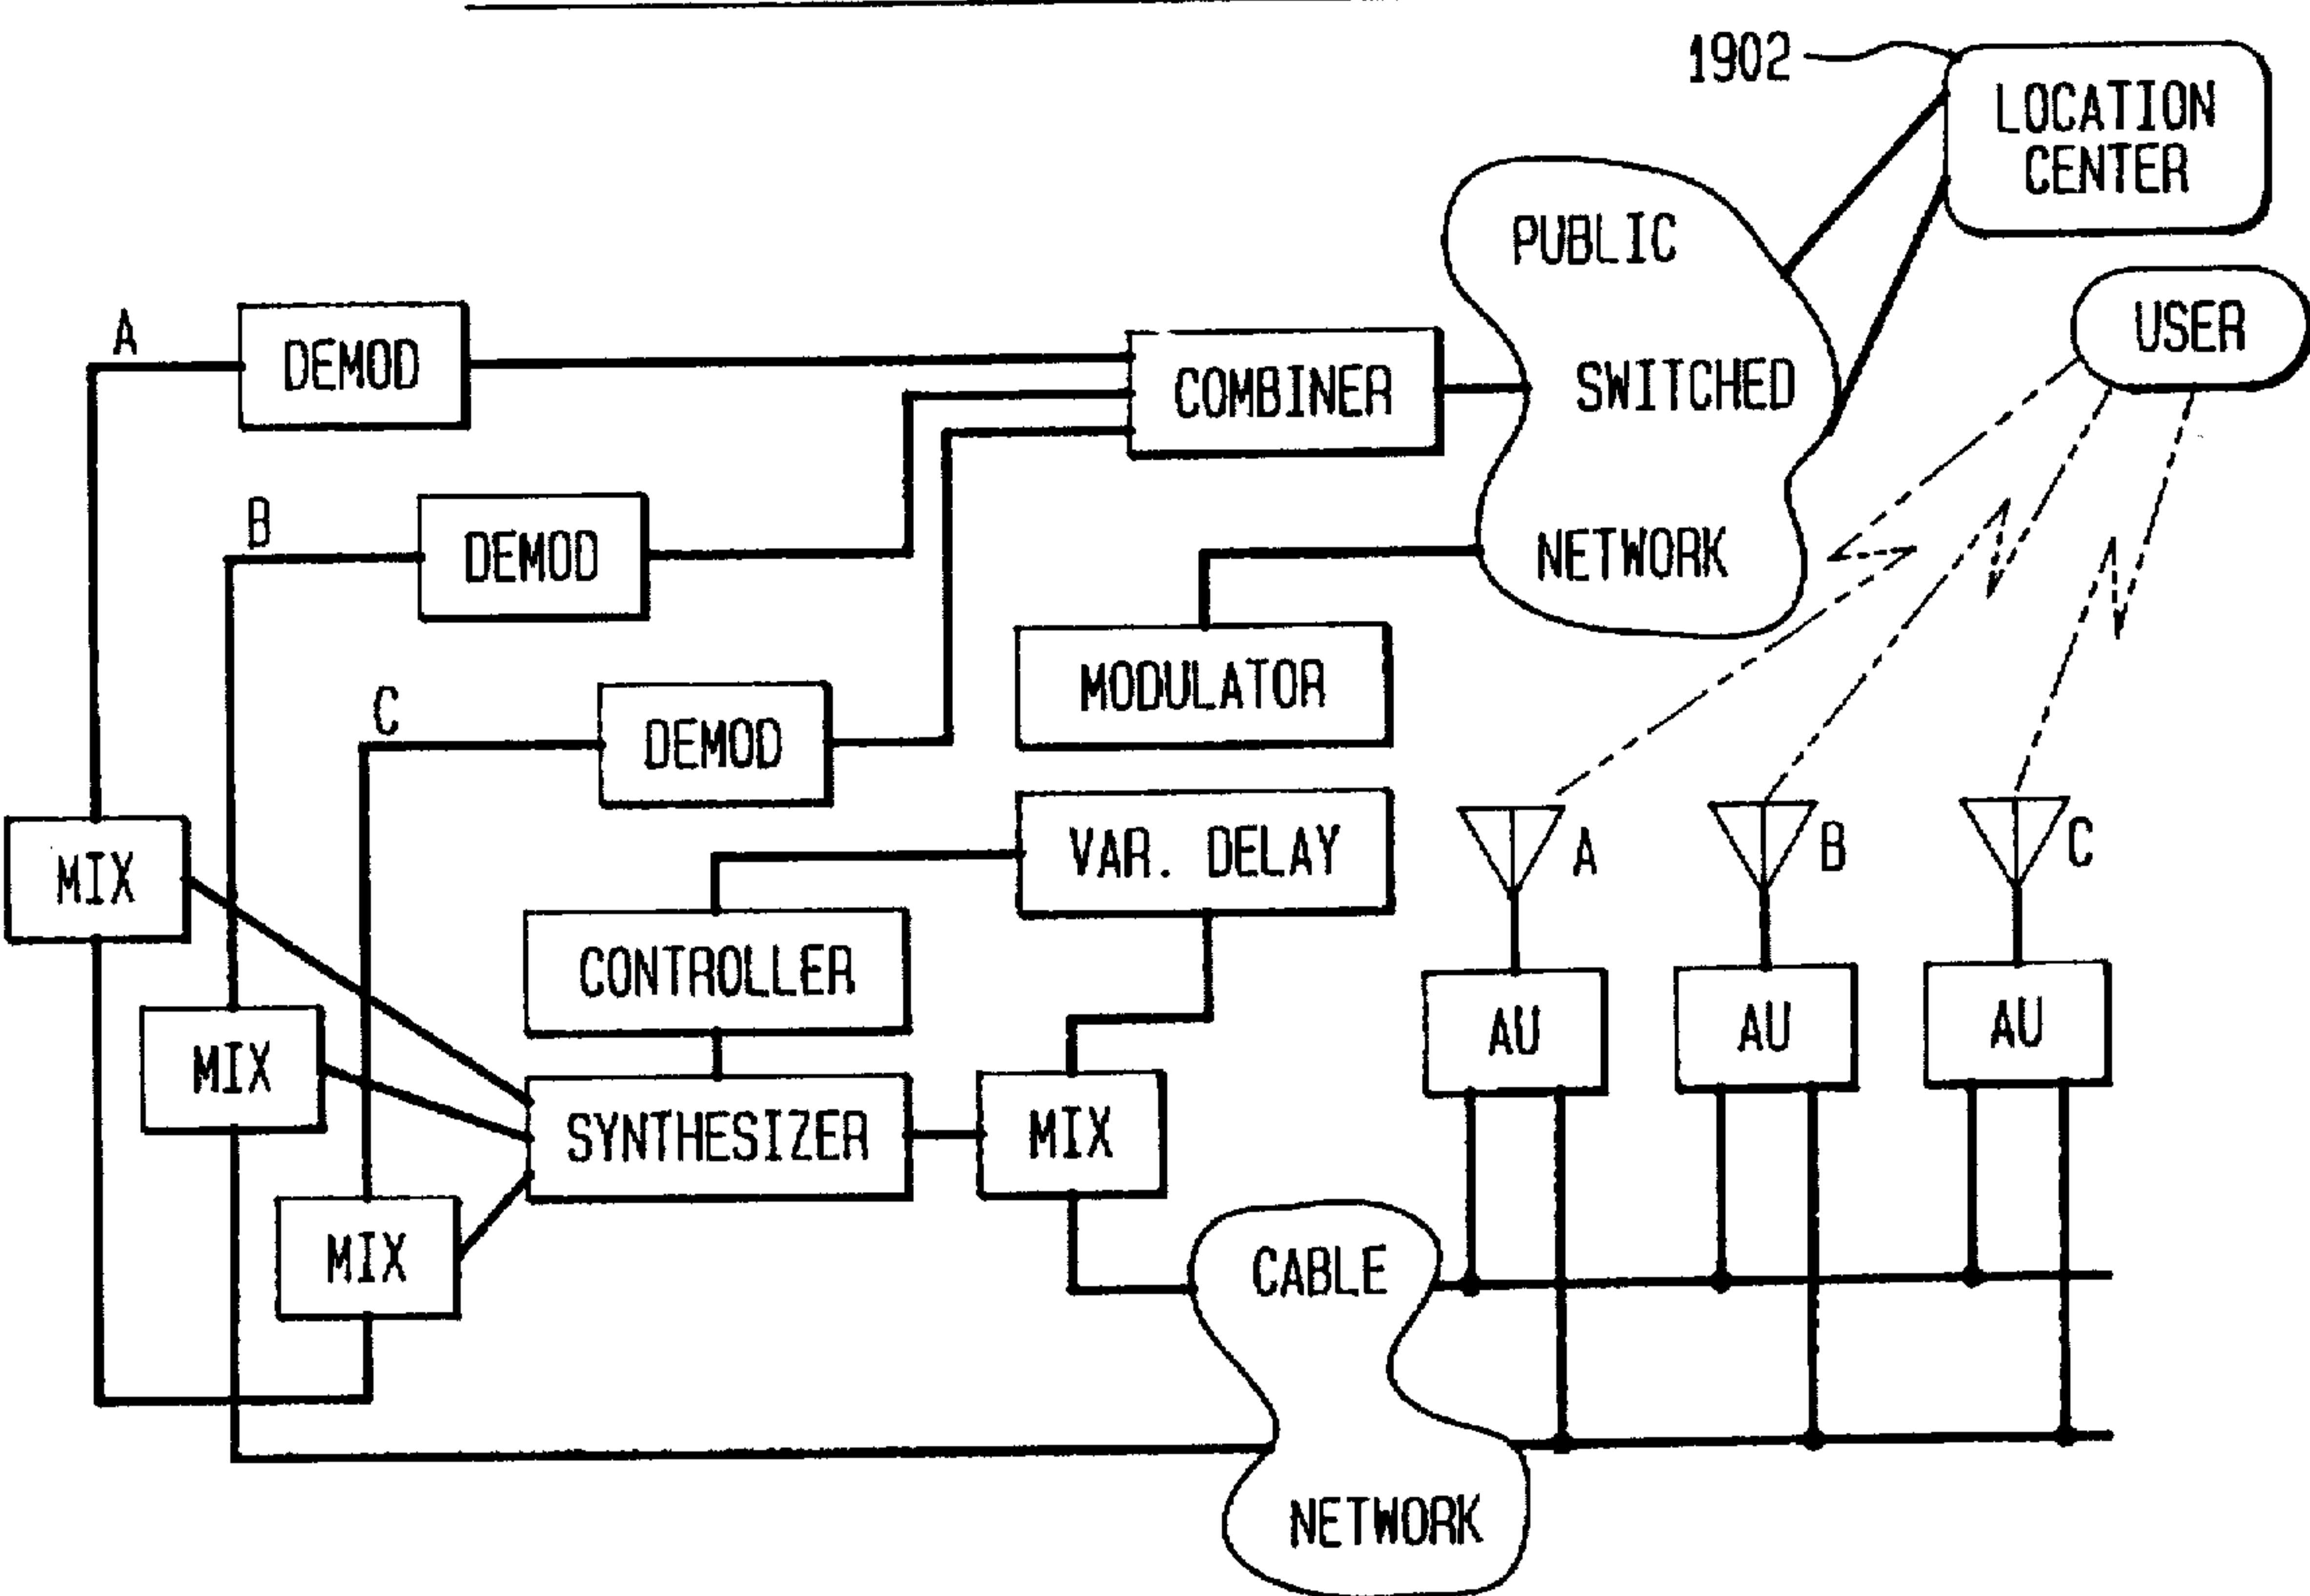 1902
LOCATION
CENTER
PUBLIC
SWITCHED
NETWORK
USER
A
DEMOD
COMBINER
B
DEMOD
MODULATOR
C
DEMOD
VAR. DELAY
MIX
CONTROLLER
A
B
C
AU
AU
AU
MIX
SYNTHESIZER
MIX
MIX
CABLE
NETWORK